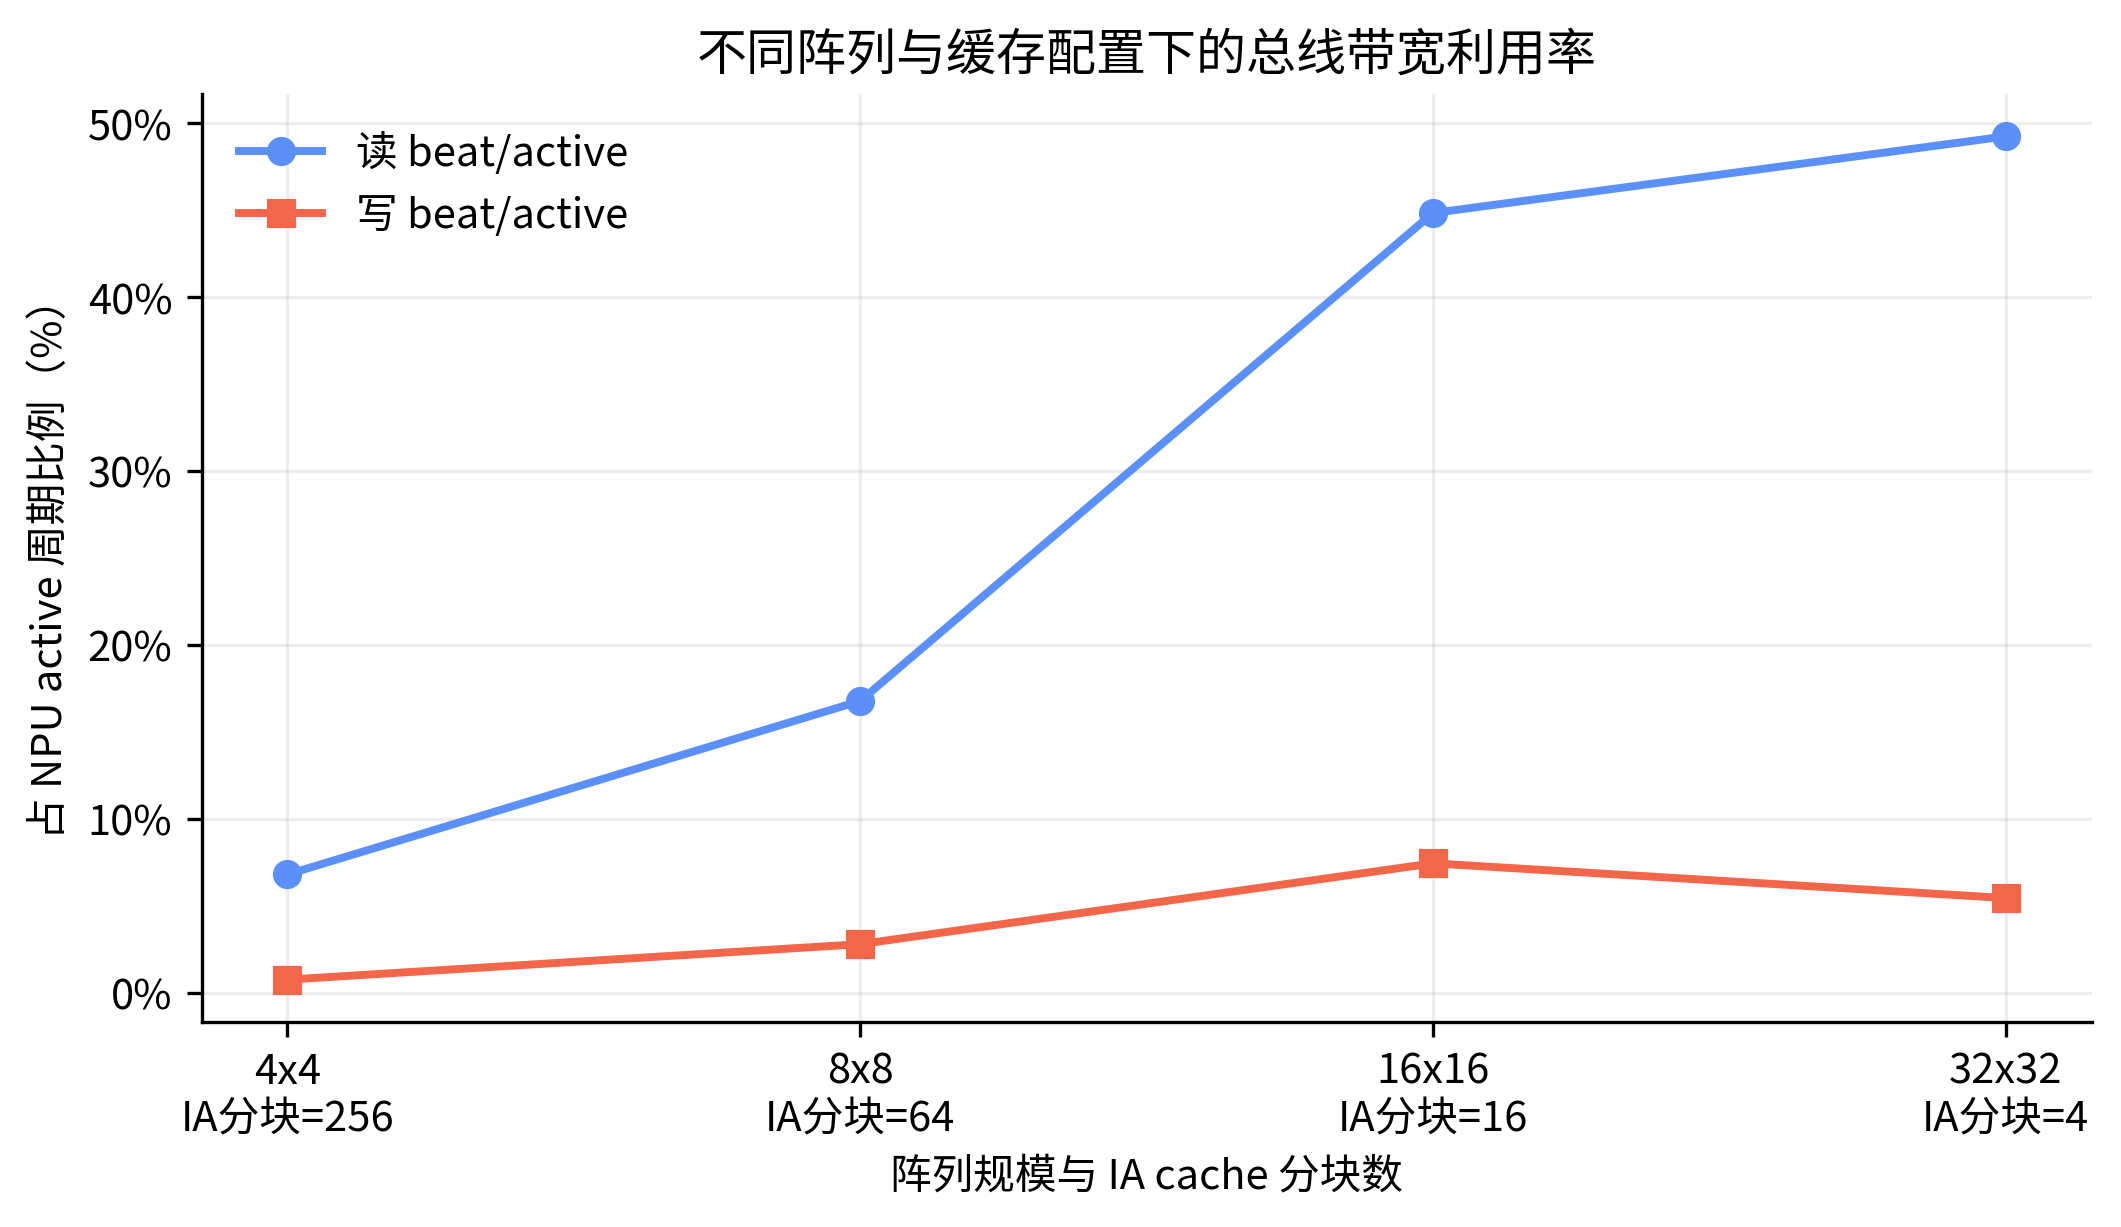 不同阵列与缓存配置下的总线带宽利用率
读 beat/active
写 beat/active
占 NPU active 周期比例（%）
50%
40%
30%
20%
10%
0%
4x4
IA分块=256
8x8
IA分块=64
16x16
IA分块=16
32x32
IA分块=4
阵列规模与 IA cache 分块数